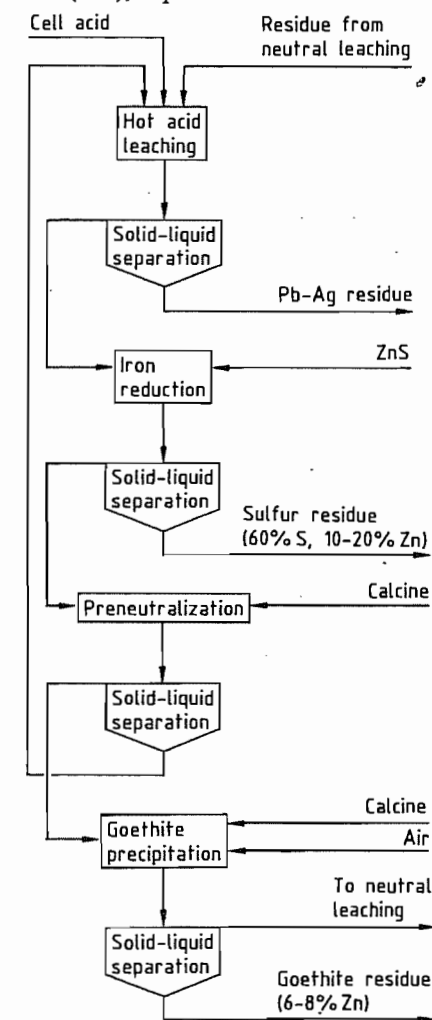 Cell acid
Residue from
neutral leaching
Hot acid
leaching
Solid-liquid
separation
Pb-Ag residue
Iron
reduction
ZnS
Solid-liquid
separation
Sulfur residue
(60% S, 10-20% Zn)
Preneutralization
Calcine
Solid-liquid
separation
Calcine
Goethite
precipitation
Air
To neutral
leaching
Solid-liquid
separation
Goethite residue
(6-8% Zn)